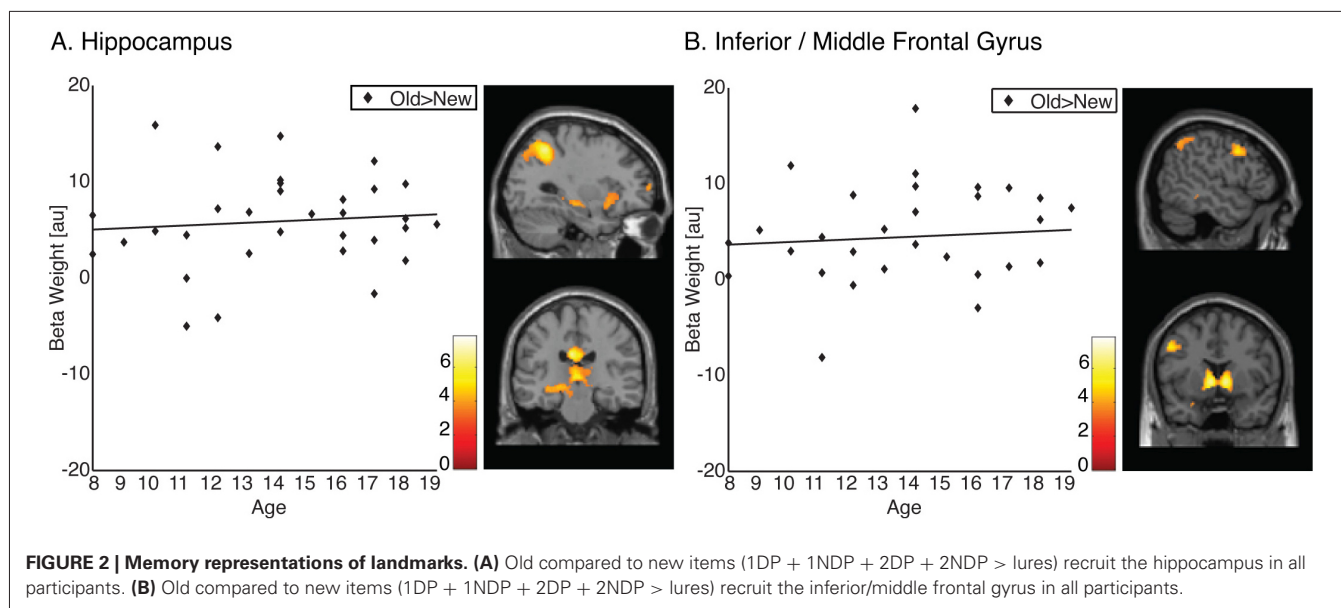 A. Hippocampus
20
10
0
-10
-20
Beta Weight [au]
Old>New
8 9 10 11 12 13 14 15 16 17 18 19
Age
6
4
2
0
B. Inferior / Middle Frontal Gyrus
20
10
0
-10
-20
Beta Weight [au]
Old>New
8 9 10 11 12 13 14 15 16 17 18 19
Age
6
4
2
0
FIGURE 2 | Memory representations of landmarks. (A) Old compared to new items (1DP + 1NDP + 2DP + 2NDP > lures) recruit the hippocampus in all
participants. (B) Old compared to new items (1DP + 1NDP + 2DP + 2NDP > lures) recruit the inferior/middle frontal gyrus in all participants.